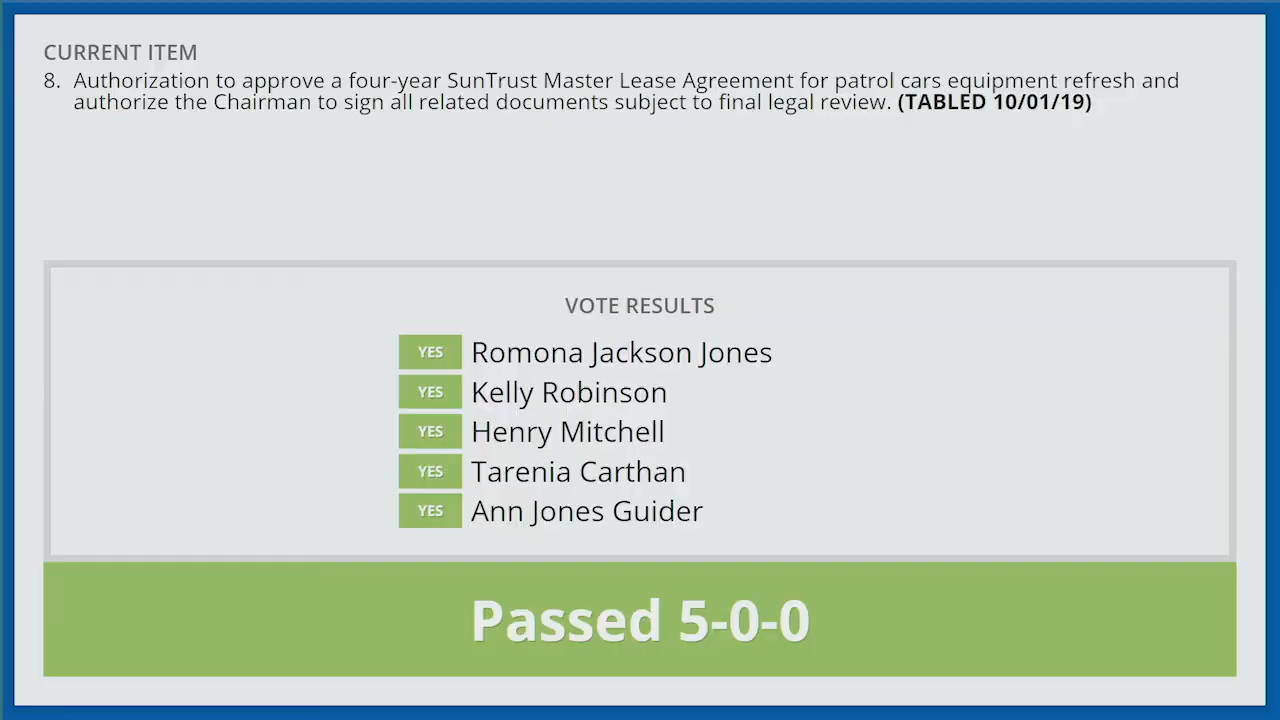 CURRENT ITEM
8. Authorization to approve a four-year SunTrust Master Lease Agreement for patrol cars equipment refresh and
authorize the Chairman to sign all related documents subject to final legal review. (TABLED 10/01/19)
VOTE RESULTS
YES Romona Jackson Jones
YES Kelly Robinson
YES Henry Mitchell
YES Tarenia Carthan
YES Ann Jones Guider
Passed 5-0-0